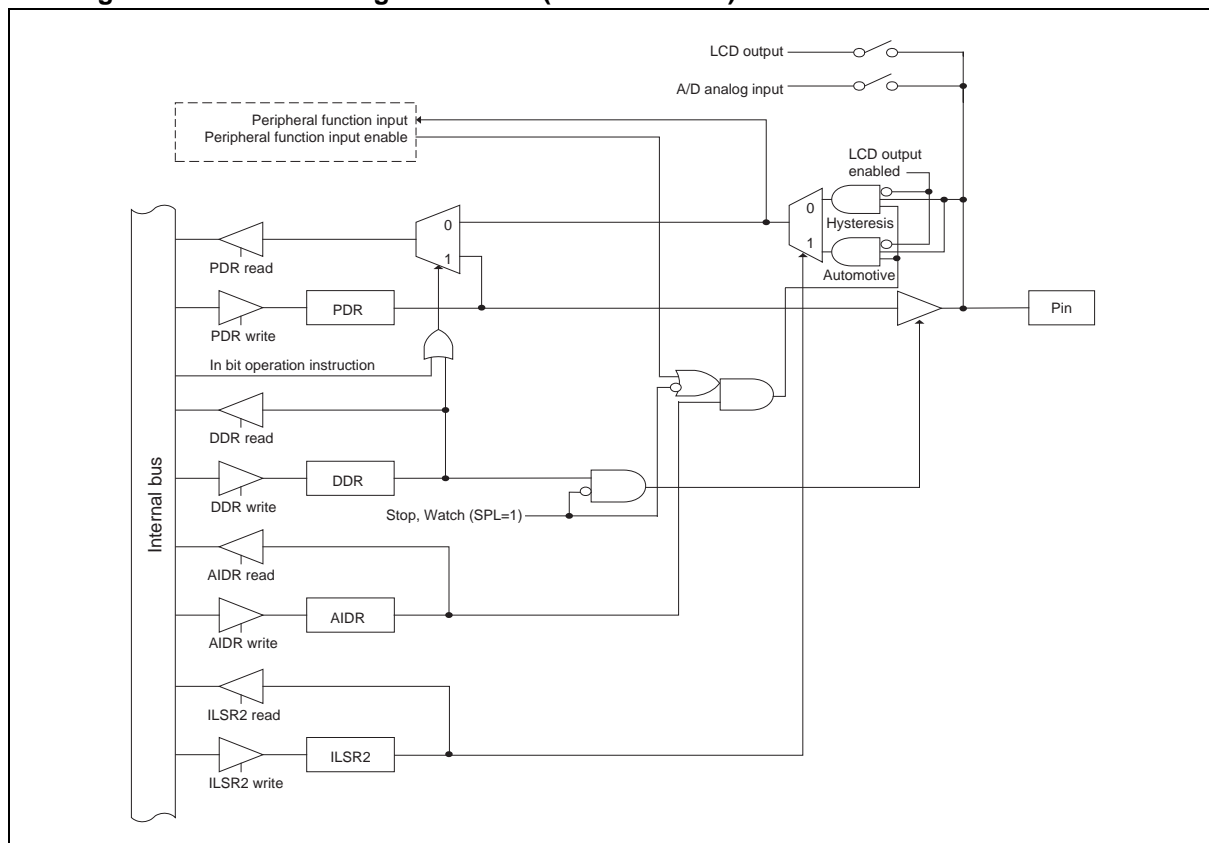 LCD output
A/D analog input
Peripheral function input
Peripheral function input enable
LCD output
enabled
0
Hysteresis
1
Automotive
0
1
PDR read
PDR
PDR write
Pin
In bit operation instruction
DDR read
DDR
DDR write
Stop, Watch (SPL=1)
Internal bus
AIDR read
AIDR
AIDR write
ILSR2 read
ILSR2
ILSR2 write